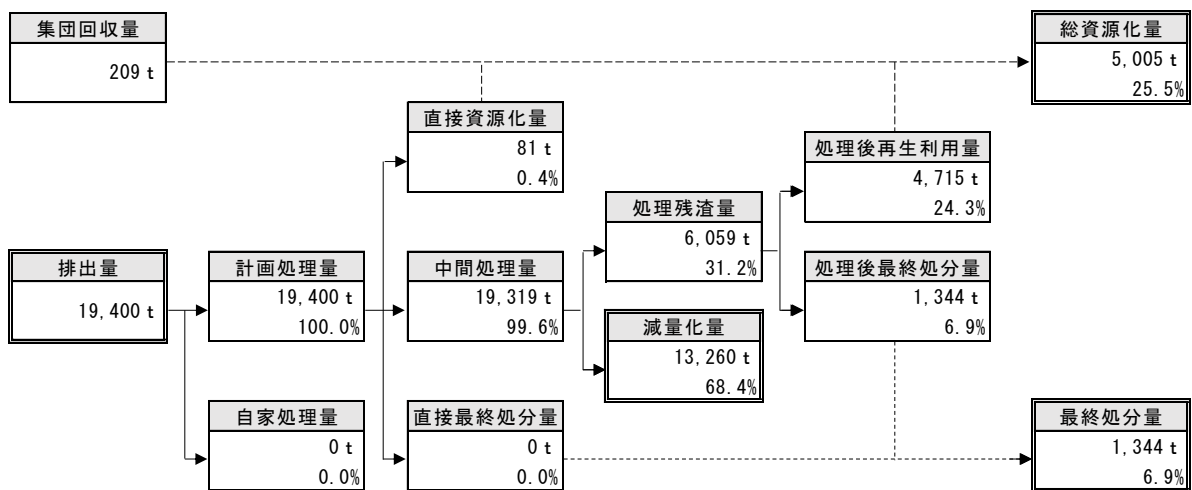 集団回収量
209 t
総資源化量
5,005 t
25.5%
直接資源化量
81 t
0.4%
処理後再生利用量
4,715 t
24.3%
処理残渣量
6,059 t
31.2%
排出量
19,400 t
計画処理量
19,400 t
100.0%
中間処理量
19,319 t
99.6%
処理後最終処分量
1,344 t
6.9%
減量化量
13,260 t
68.4%
自家処理量
0 t
0.0%
直接最終処分量
0 t
0.0%
最終処分量
1,344 t
6.9%